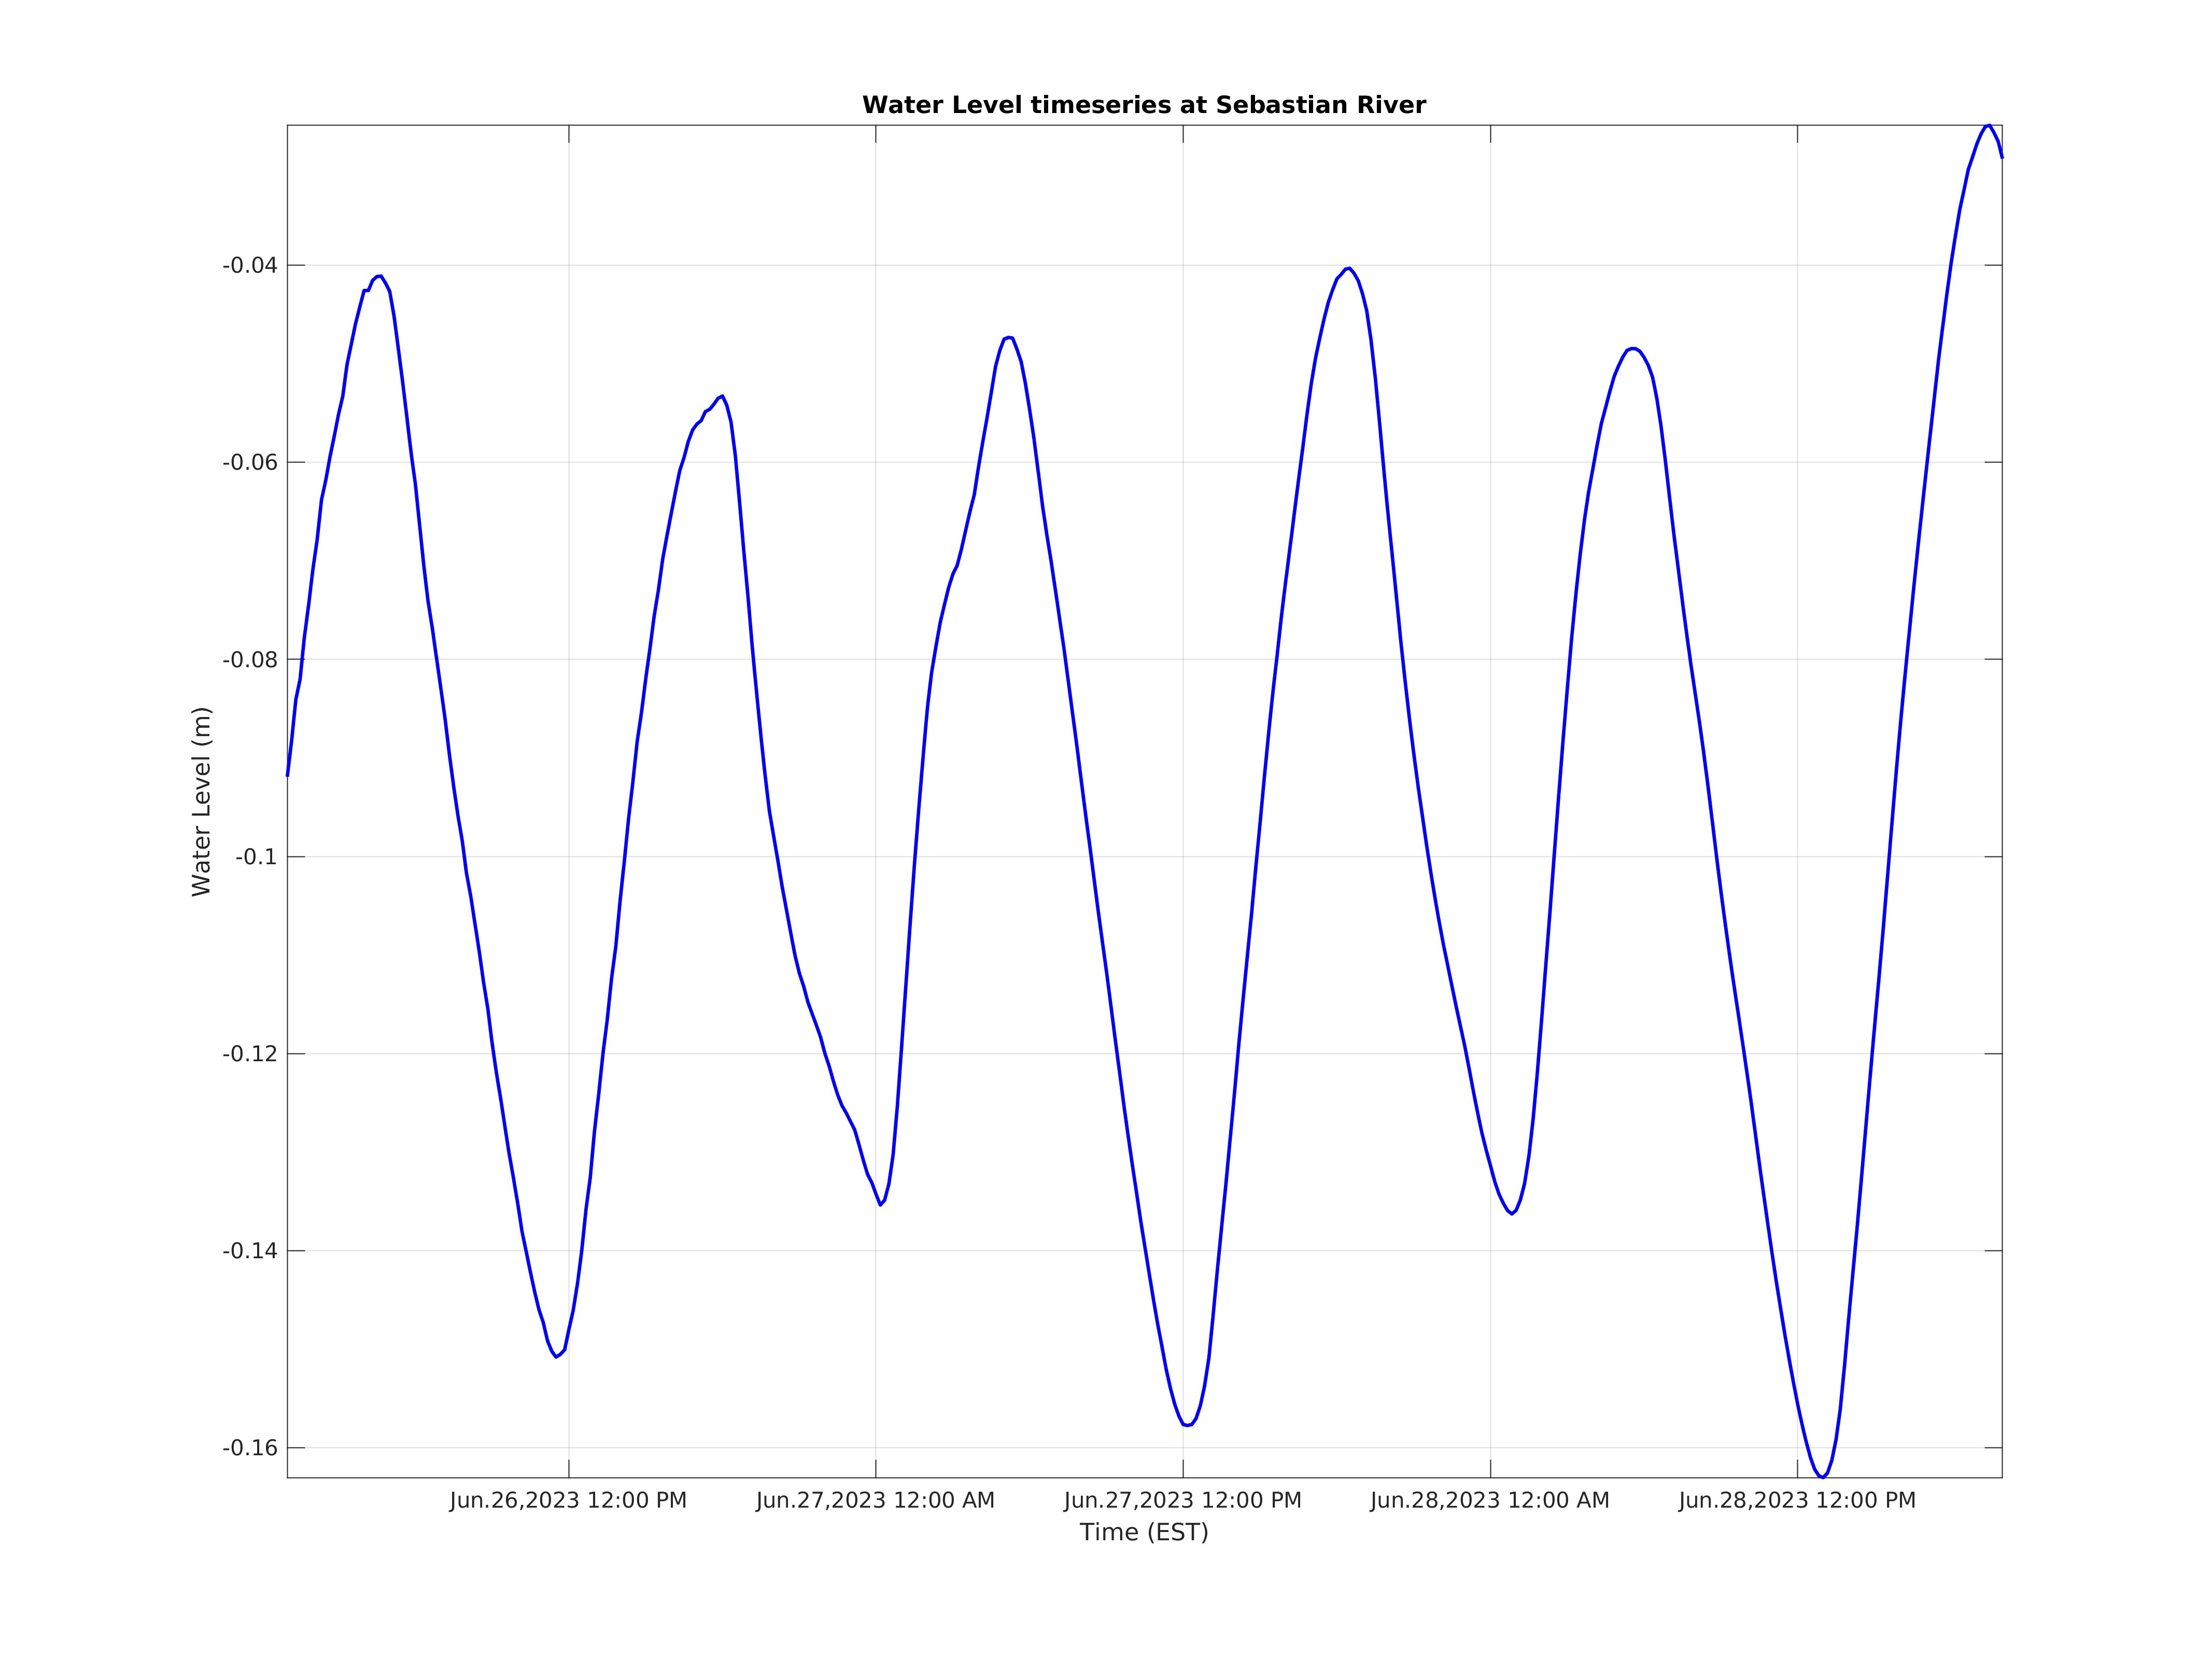 Water Level timeseries at Sebastian River
-0.04
-0.06
-0.08
-0.1
-0.12
-0.14
-0.16
Water Level (m)
Jun.26,2023 12:00 PM
Jun.27,2023 12:00 AM
Jun.27,2023 12:00 PM
Jun.28,2023 12:00 AM
Jun.28,2023 12:00 PM
Time (EST)